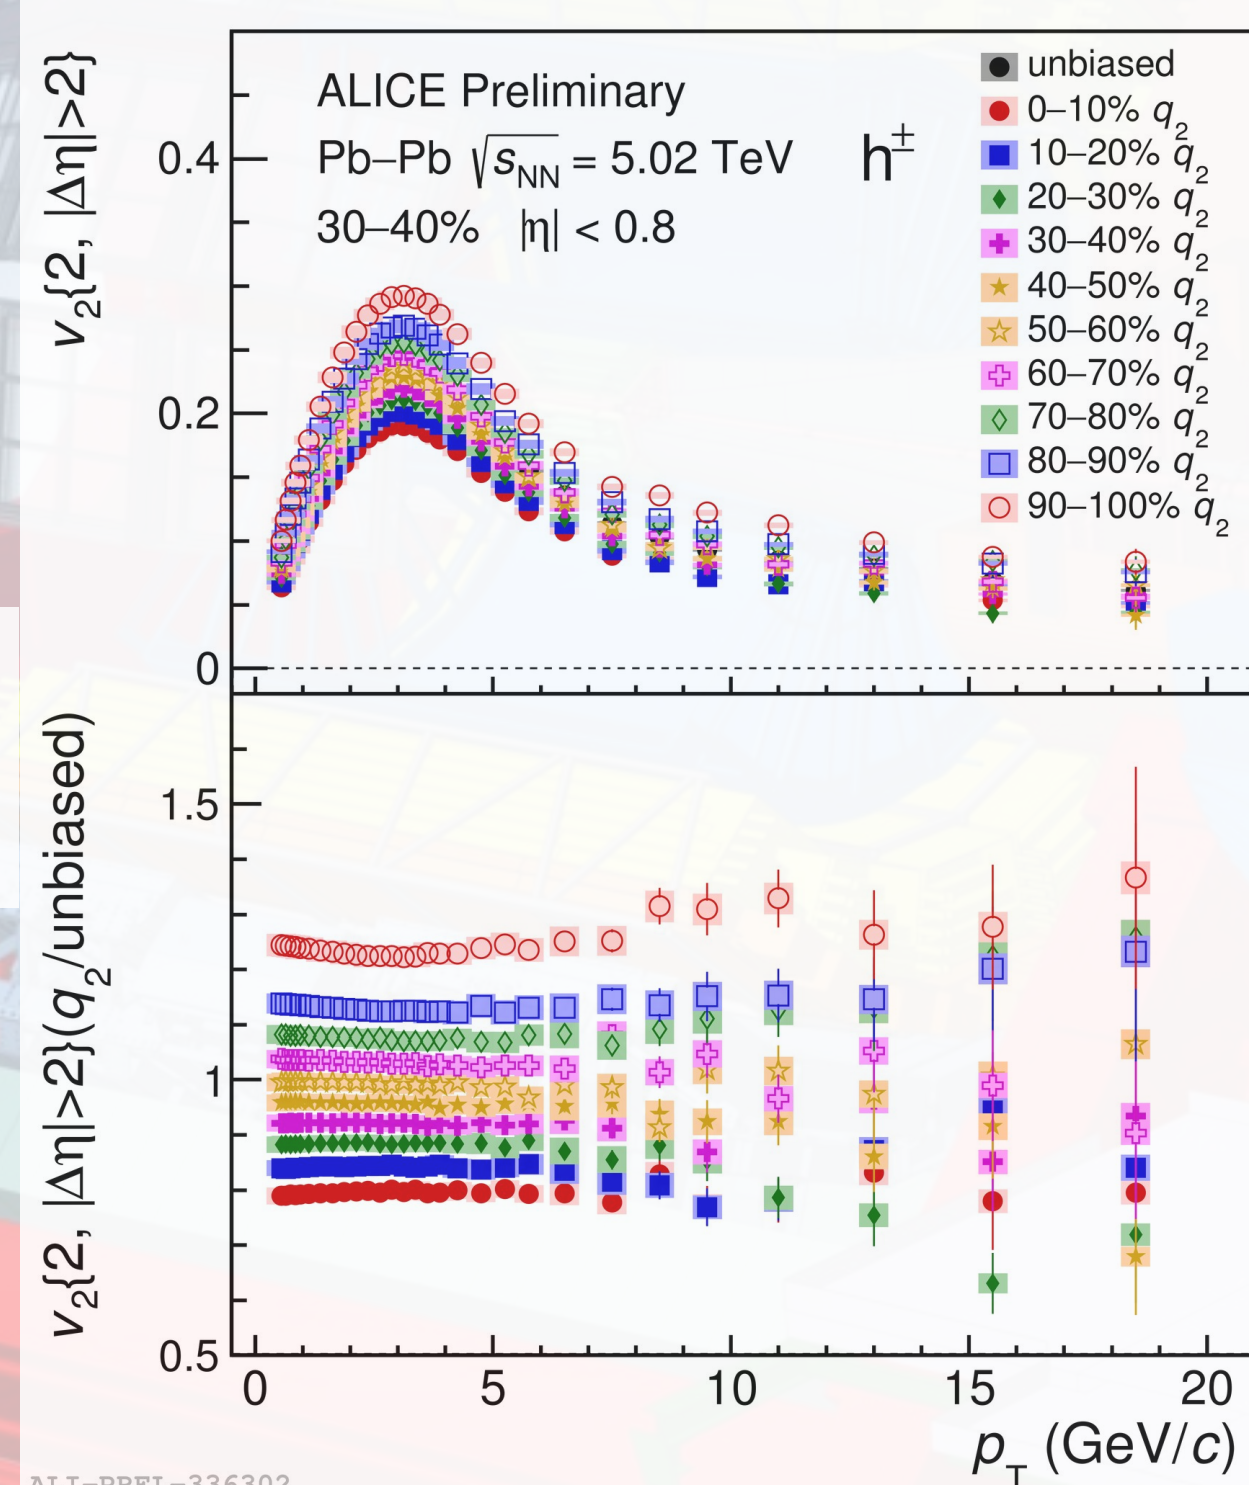 v2{2, |Δη|>2}
0.4
0.2
0
ALICE Preliminary
Pb–Pb √sNN = 5.02 TeV h±
30–40% |η| < 0.8
unbiased
0–10% q2
10–20% q2
20–30% q2
30–40% q2
40–50% q2
50–60% q2
60–70% q2
70–80% q2
80–90% q2
90–100% q2
v2{2, |Δη|>2}(q2/unbiased)
1.5
1
0.5
0 5 10 15 20
pT (GeV/c)
ALI-PREL-336302